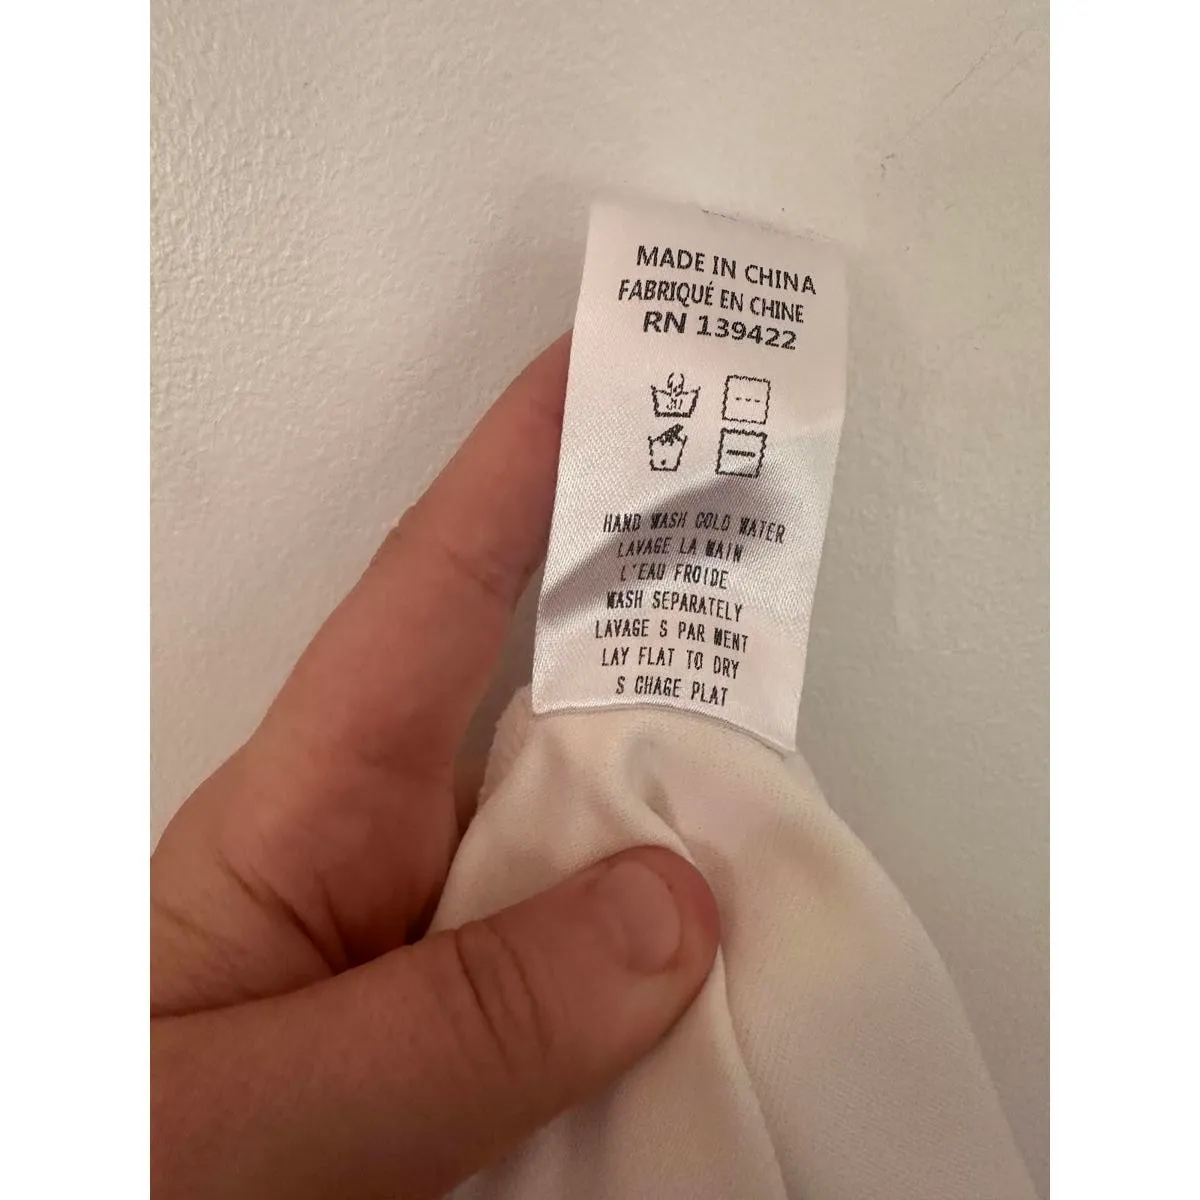 MADE IN CHINA
FABRIQUÉ EN CHINE
RN 139422
HAND WASH COLD WATER
LAVAGE LA MAIN
L'EAU FROIDE
WASH SEPARATELY
LAVAGE S PAR MENT
LAY FLAT TO DRY
S CHAGE PLAT